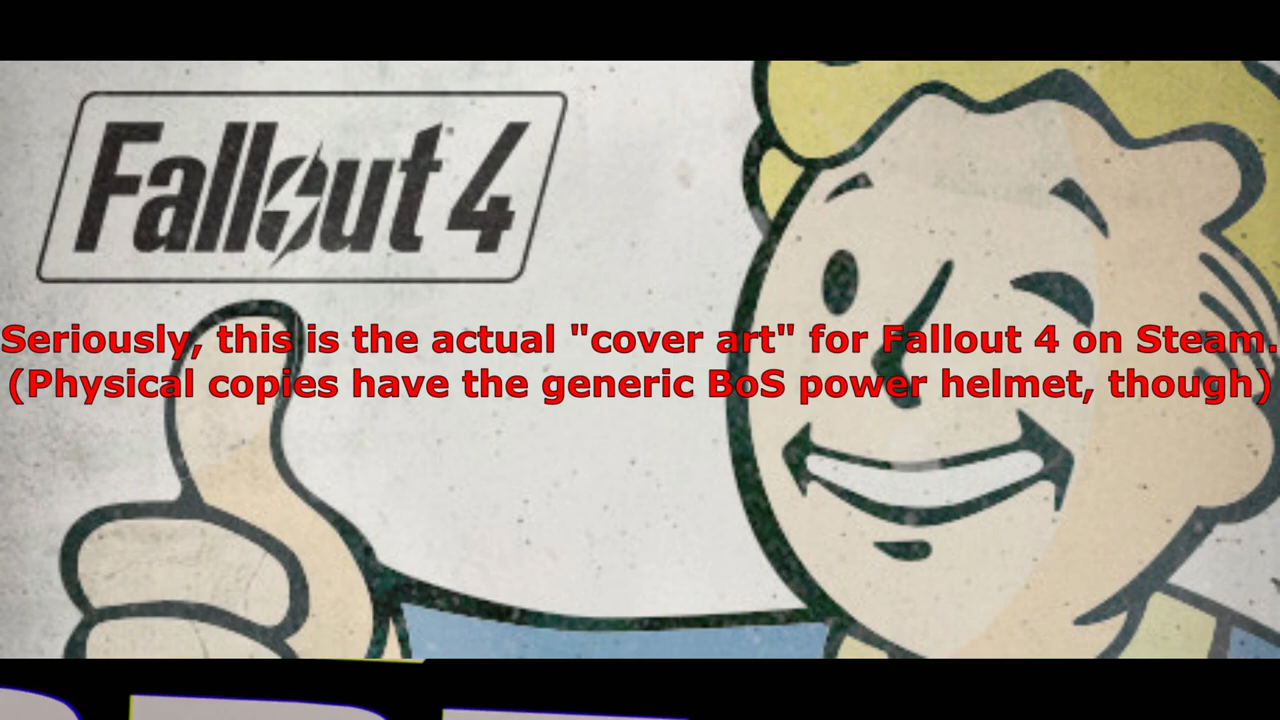 Fallout 4
Seriously, this is the actual "cover art" for Fallout 4 on Steam.
(Physical copies have the generic BoS power helmet, though)